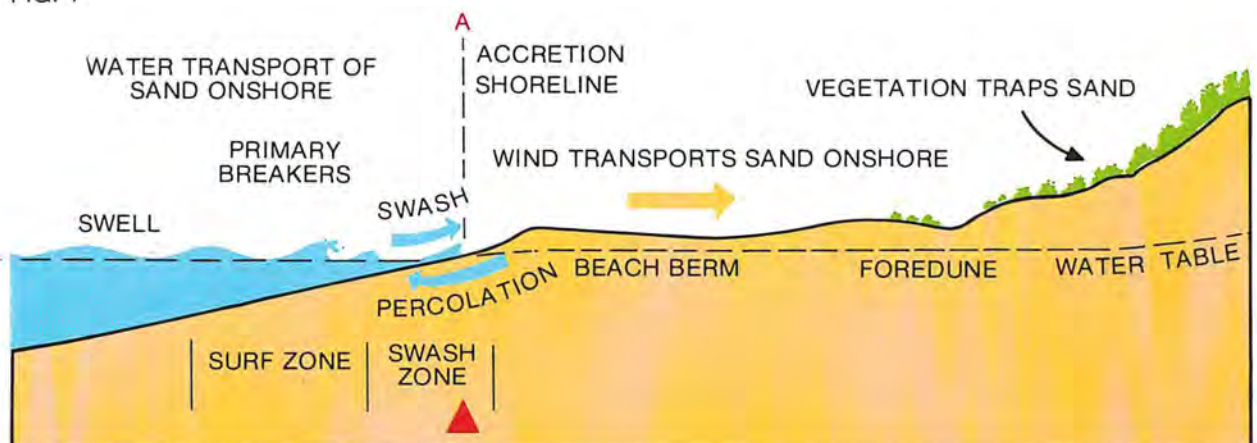 A
ACCRETION
SHORELINE
WATER TRANSPORT OF
SAND ONSHORE
VEGETATION TRAPS SAND
PRIMARY
BREAKERS
WIND TRANSPORTS SAND ONSHORE
SWASH
SWELL
PERCOLATION
BEACH BERM
FOREDUNE
WATER TABLE
SURF ZONE
SWASH
ZONE